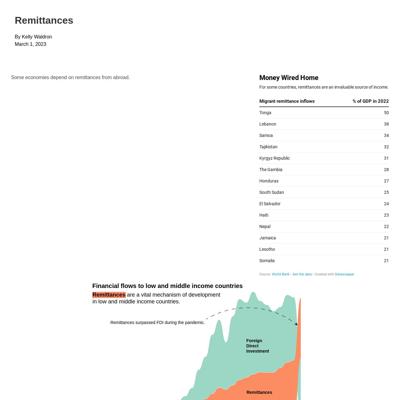 Remittances
By Kelly Waldron
March 1, 2023
Some economies depend on remittances from abroad.
Money Wired Home
For some countries, remittances are an invaluable source of income.
Migrant remittance inflows % of GDP in 2022
Tonga 50
Lebanon 38
Samoa 34
Tajikistan 32
Kyrgyz Republic 31
The Gambia 28
Honduras 27
South Sudan 25
El Salvador 24
Haiti 23
Nepal 22
Jamaica 21
Lesotho 21
Somalia 21
Source: World Bank · Get the data · Created with Datawrapper
Financial flows to low and middle income countries
Remittances are a vital mechanism of development
in low and middle income countries.
Remittances surpassed FDI during the pandemic.
Foreign
Direct
Investment
Remittances